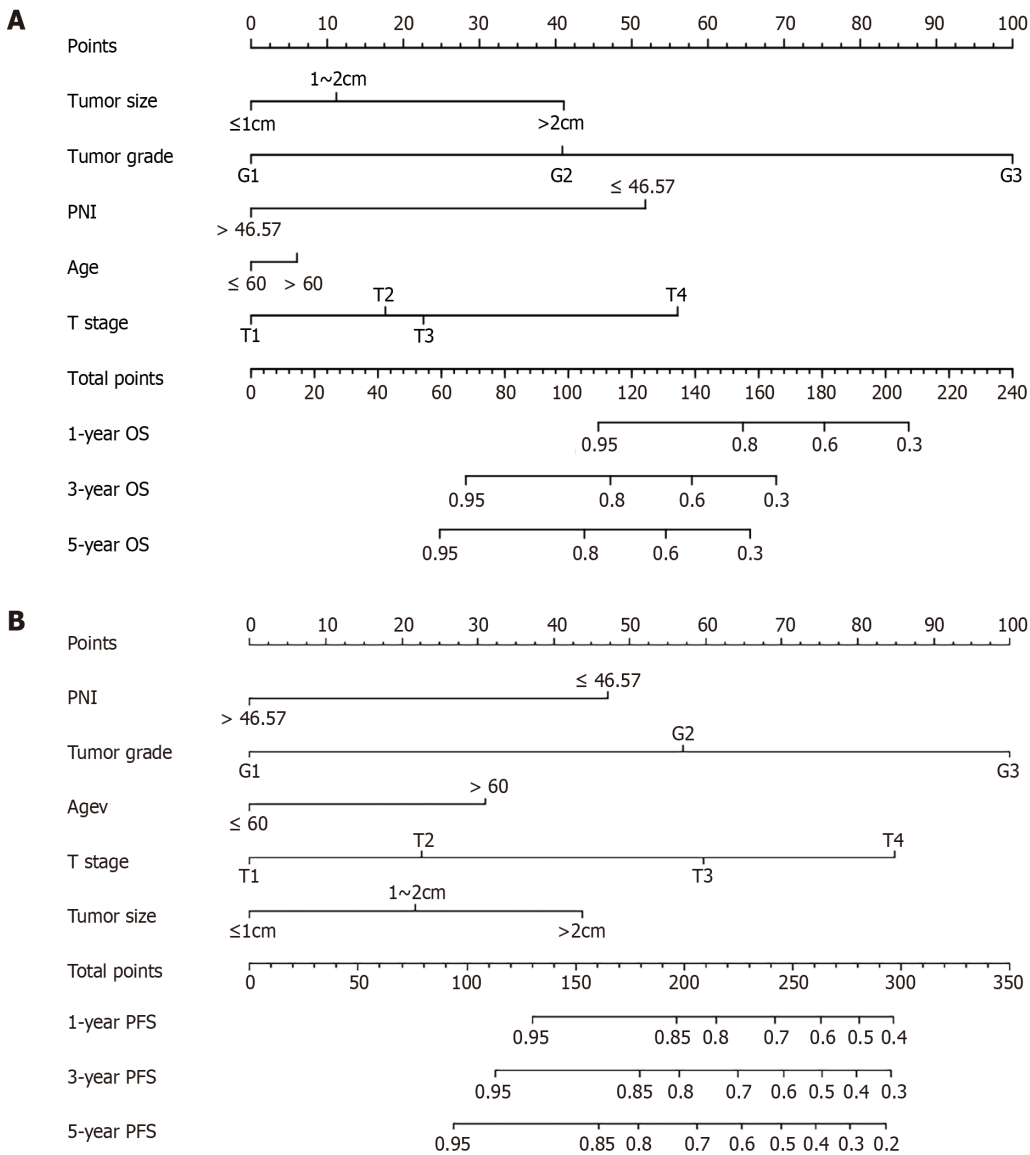 A
0 10 20 30 40 50 60 70 80 90 100
Points
1~2cm
Tumor size
≤1cm >2cm
Tumor grade
G1 G2 G3
≤ 46.57
PNI
> 46.57
Age
≤ 60 > 60
T2 T4
T stage
T1 T3
Total points
0 20 40 60 80 100 120 140 160 180 200 220 240
1-year OS
0.95 0.8 0.6 0.3
3-year OS
0.95 0.8 0.6 0.3
5-year OS
0.95 0.8 0.6 0.3
B
0 10 20 30 40 50 60 70 80 90 100
Points
≤ 46.57
PNI
> 46.57
G2
Tumor grade
G1 G3
> 60
Agev
≤ 60
T2 T4
T stage
T1 T3
1~2cm
Tumor size
≤1cm >2cm
Total points
0 50 100 150 200 250 300 350
1-year PFS
0.95 0.85 0.8 0.7 0.6 0.5 0.4
3-year PFS
0.95 0.85 0.8 0.7 0.6 0.5 0.4 0.3
5-year PFS
0.95 0.85 0.8 0.7 0.6 0.5 0.4 0.3 0.2